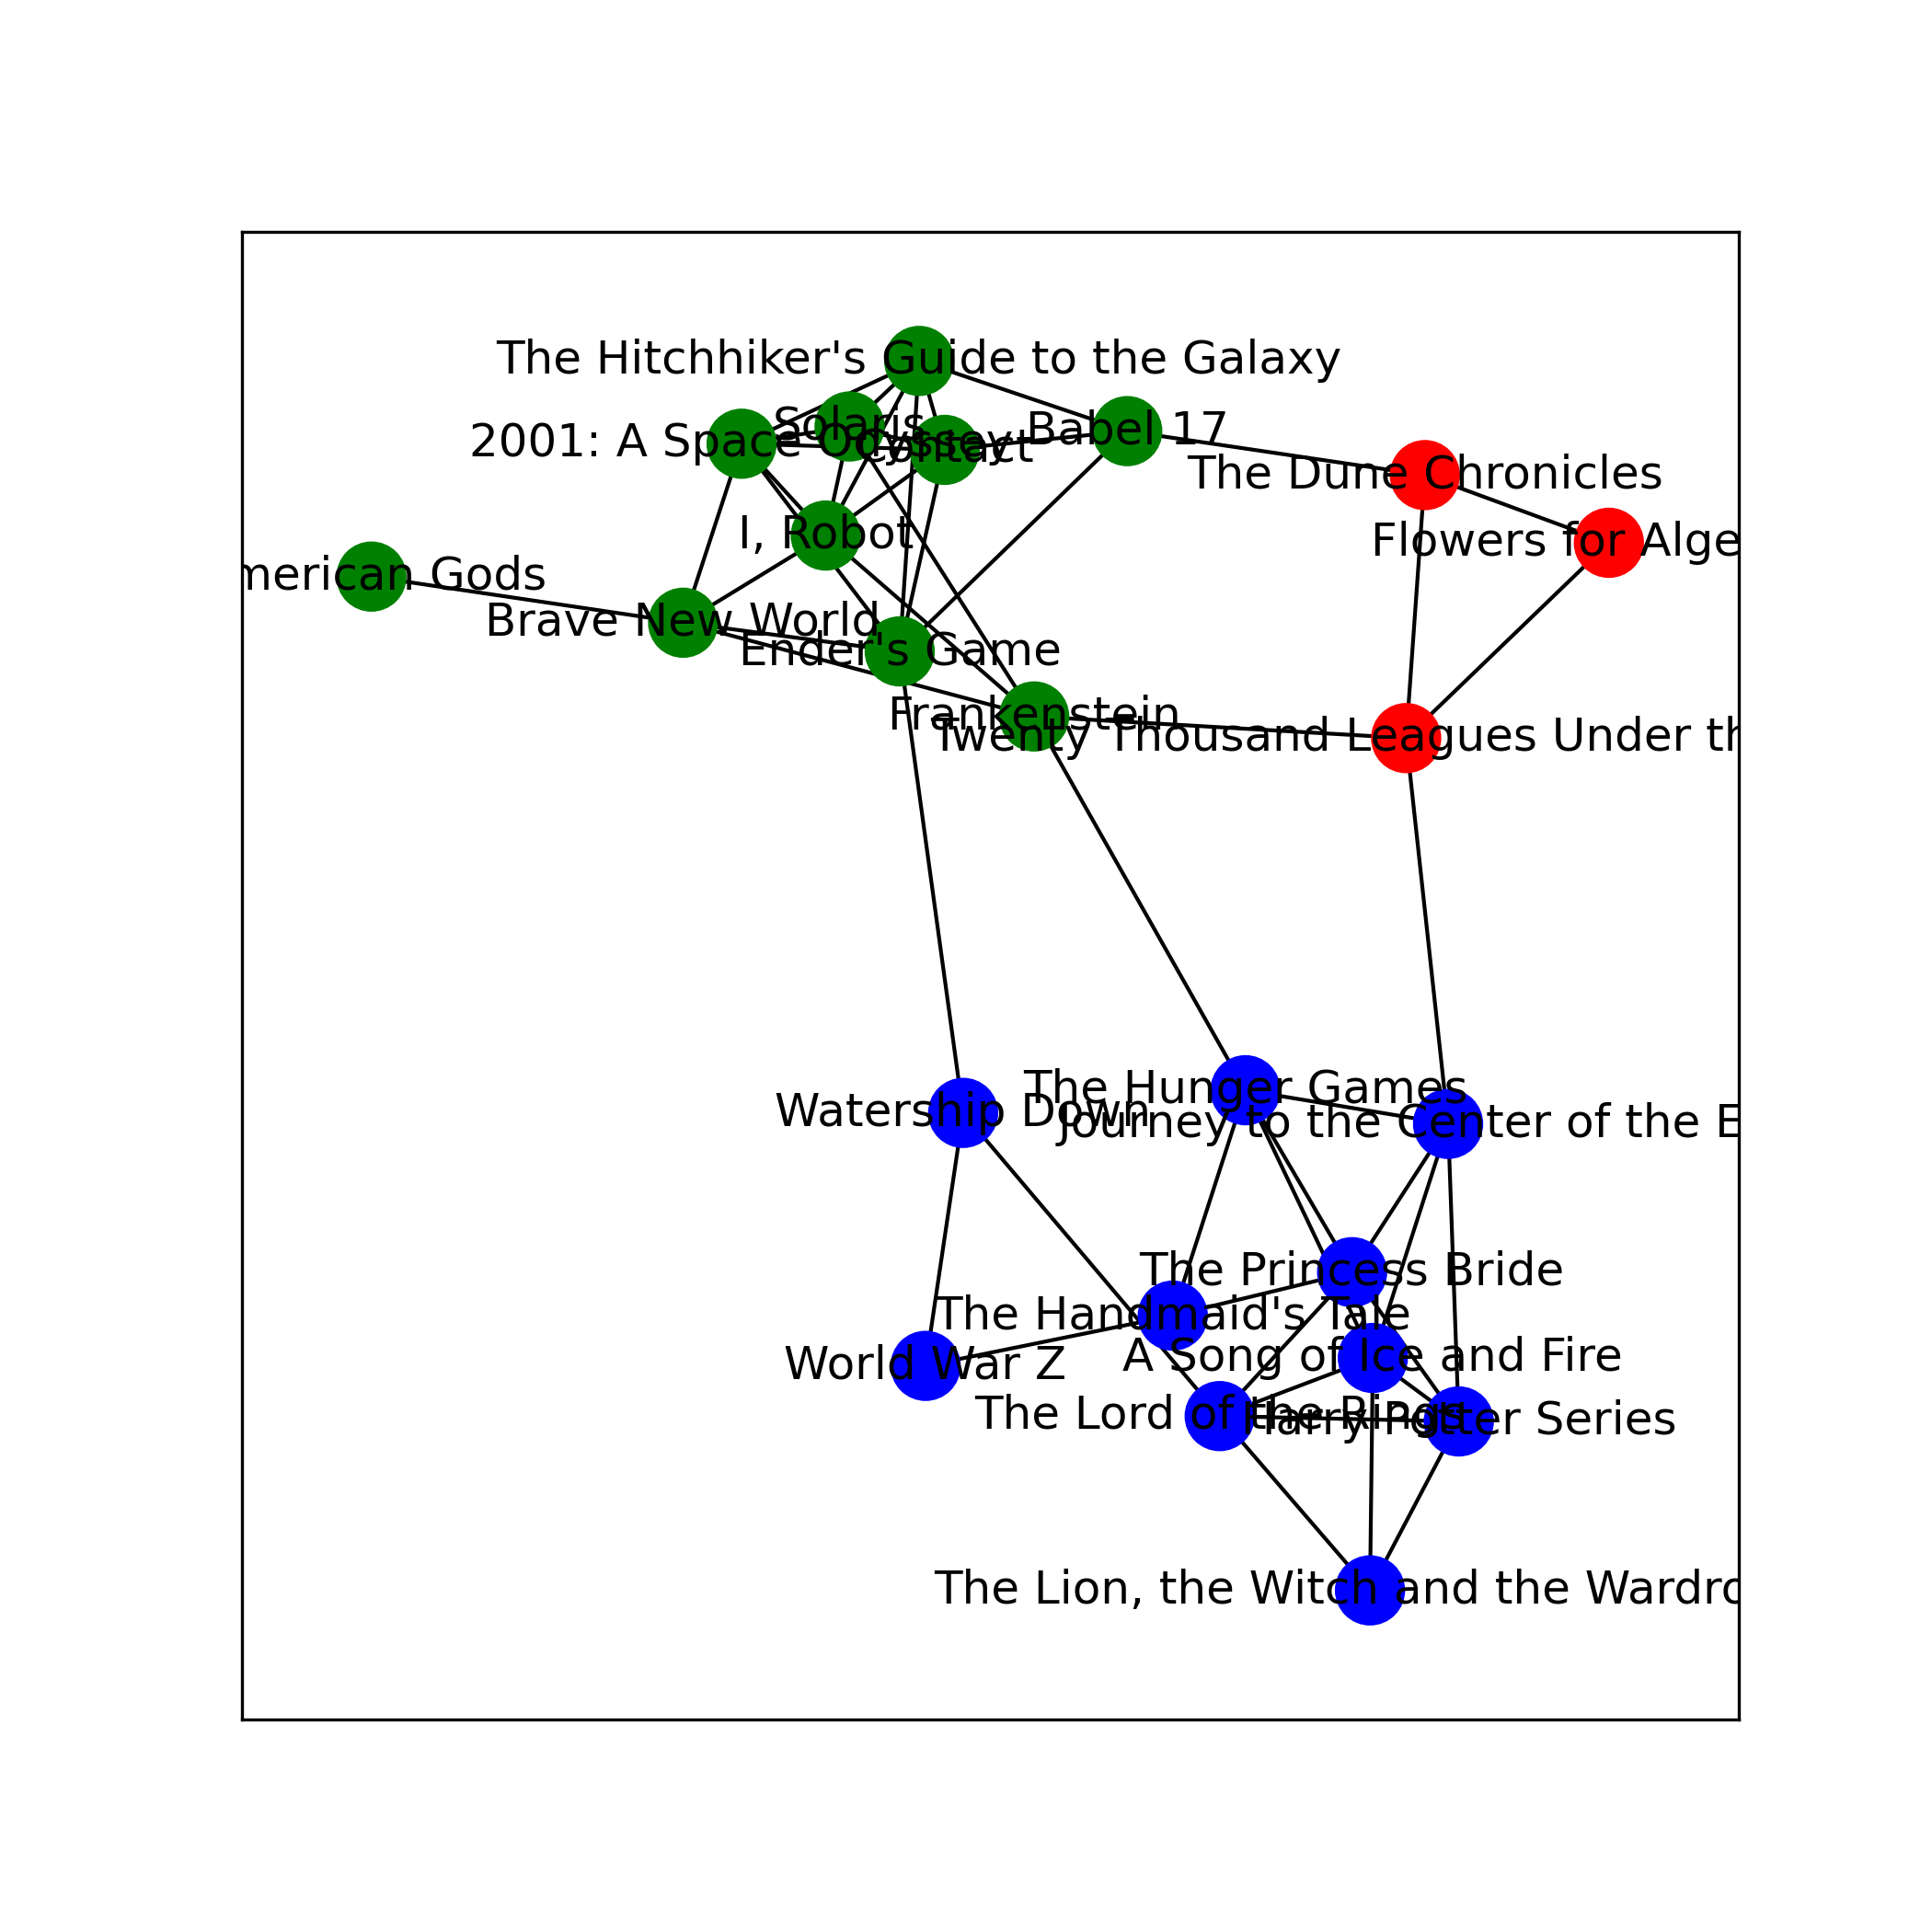 The Hitchhiker's Guide to the Galaxy
Solaris
Babel 17
2001: A Space Odyssey
Contact
The Dune Chronicles
I, Robot
Flowers for Alge
merican Gods
Brave New World
Ender's Game
Frankenstein
Twenty Thousand Leagues Under th
The Hunger Games
Watership Down
Journey to the Center of the E
The Princess Bride
The Handmaid's Tale
A Song of Ice and Fire
World War Z
The Lord of the Rings
Harry Potter Series
The Lion, the Witch and the Wardro